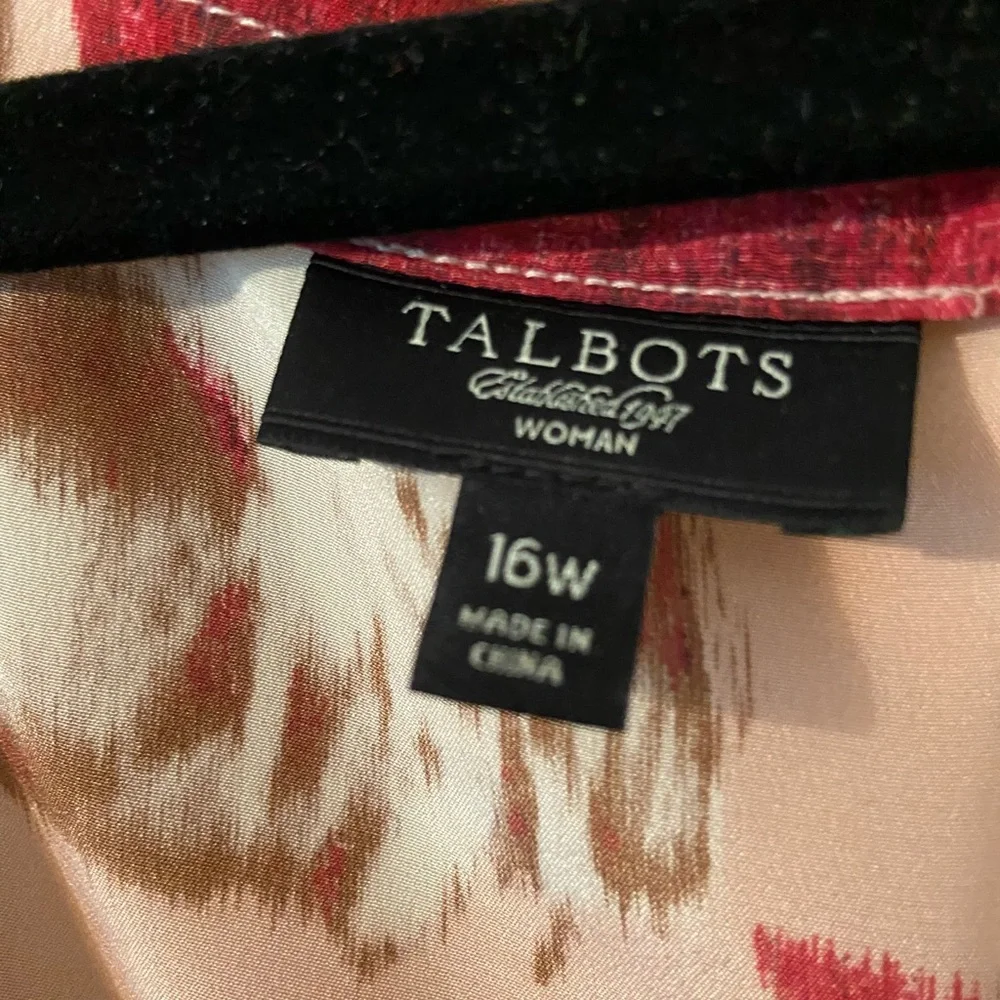 TALBOTS
Established 1947
WOMAN
16W
MADE IN
CHINA